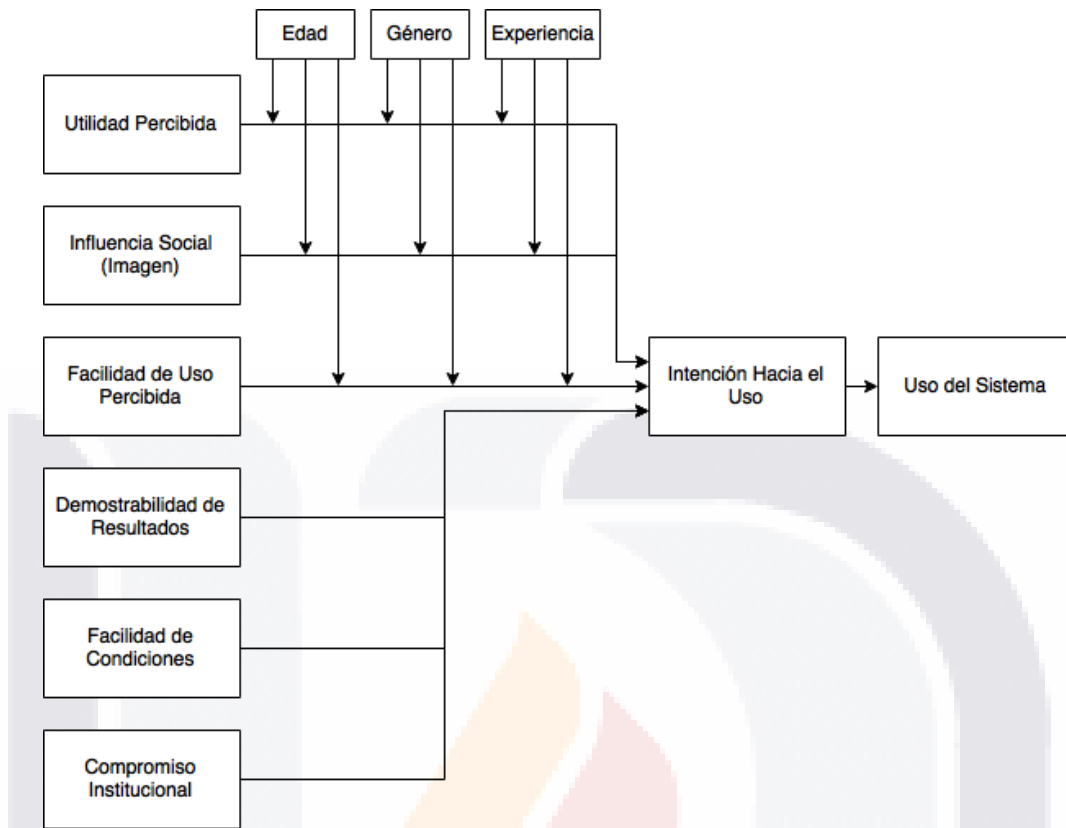 Edad
Género
Experiencia
Utilidad Percibida
Influencia Social
(Imagen)
Facilidad de Uso
Percibida
Intención Hacia el
Uso
Uso del Sistema
Demostrabilidad de
Resultados
Facilidad de
Condiciones
Compromiso
Institucional